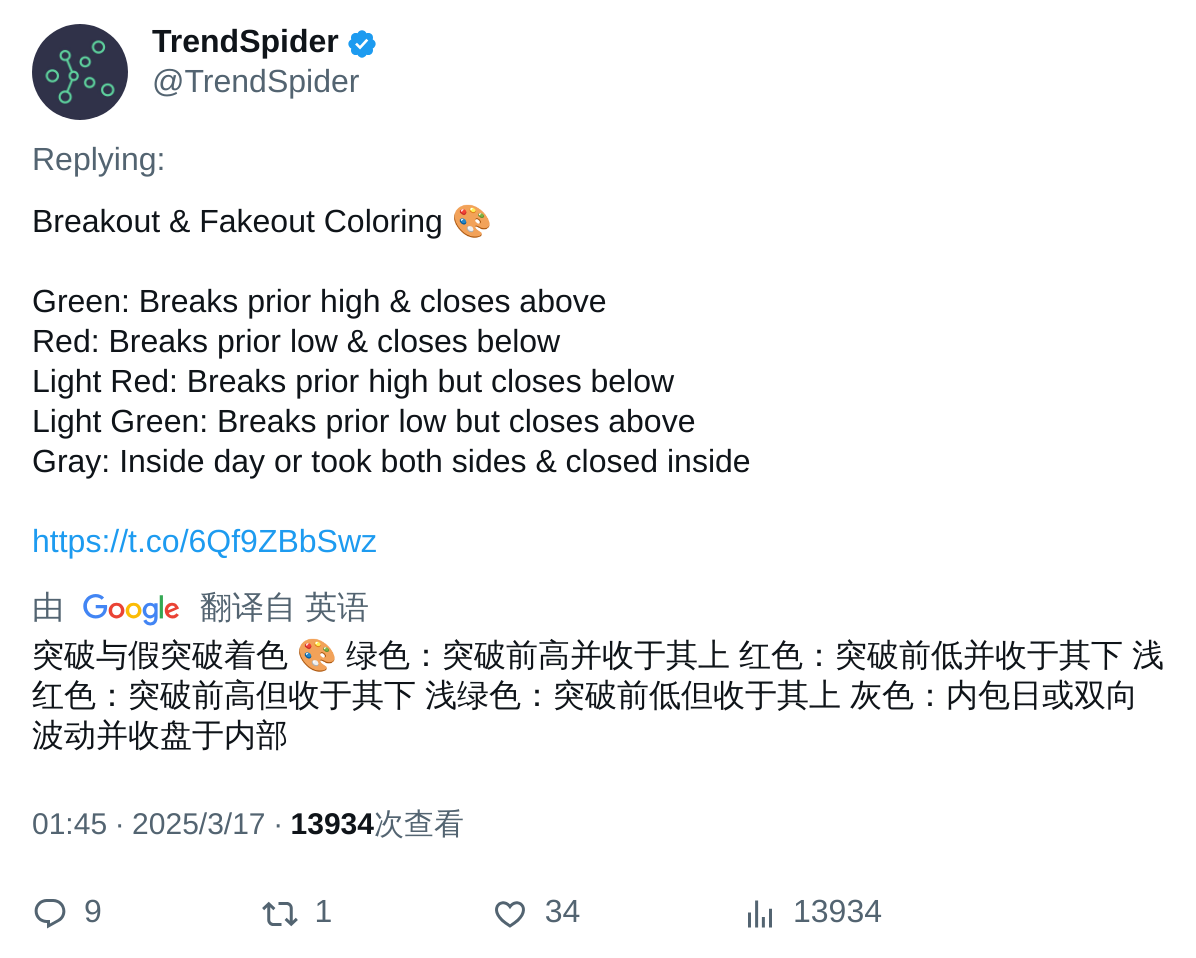 TrendSpider
@TrendSpider
Replying:
Breakout & Fakeout Coloring 🎨
Green: Breaks prior high & closes above
Red: Breaks prior low & closes below
Light Red: Breaks prior high but closes below
Light Green: Breaks prior low but closes above
Gray: Inside day or took both sides & closed inside
https://t.co/6Qf9ZBbSwz
由 Google 翻译自 英语
突破与假突破着色 🎨 绿色：突破前高并收于其上 红色：突破前低并收于其下 浅
红色：突破前高但收于其下 浅绿色：突破前低但收于其上 灰色：内包日或双向
波动并收盘于内部
01:45 · 2025/3/17 · 13934次查看
9 1 34 13934